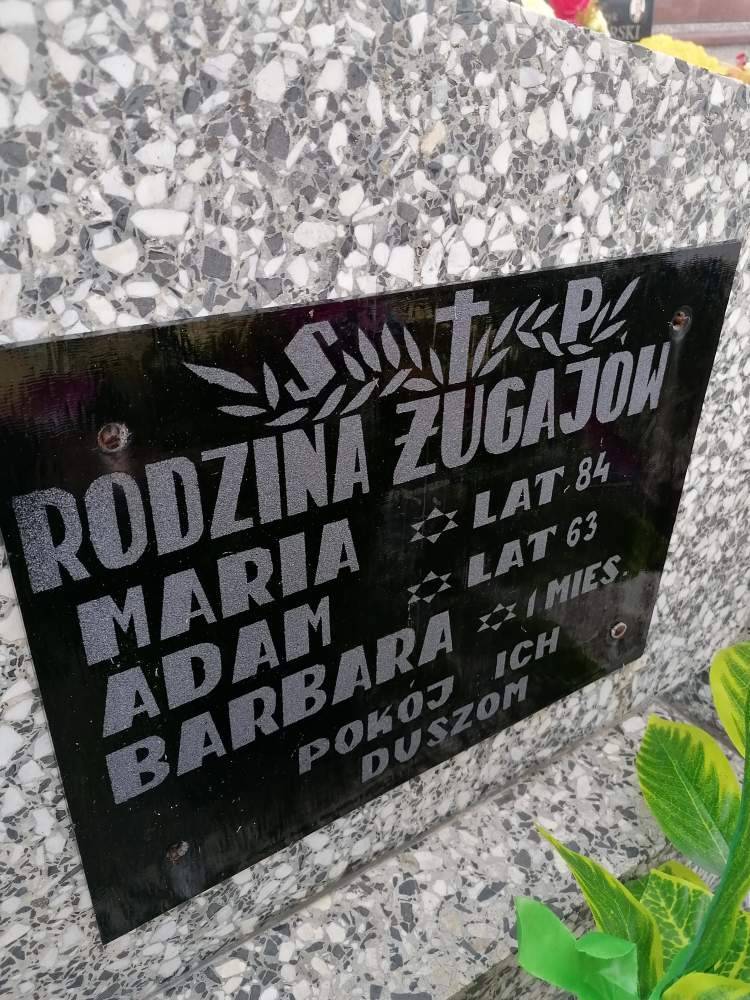 S † P
RODZINA ŻUGAJÓW
MARIA ✡ LAT 84
ADAM ✡ LAT 63
BARBARA ✡ 1 MIES.
POKÓJ ICH
DUSZOM